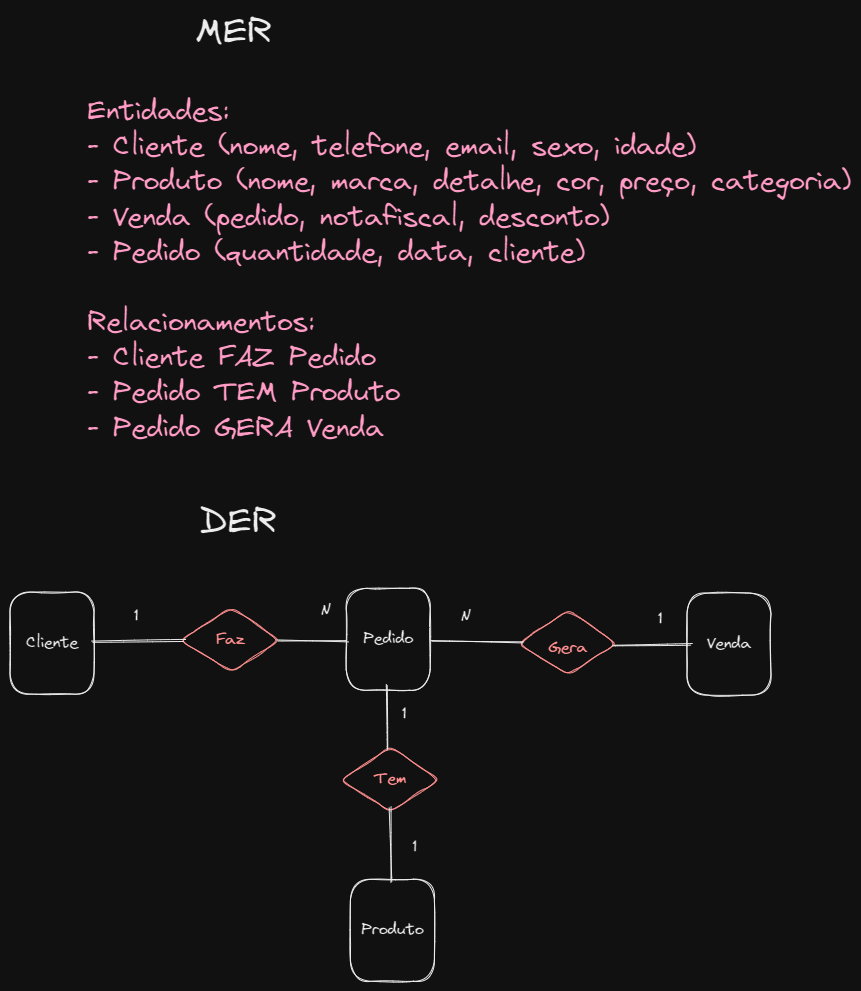 MER
Entidades:
- Cliente (nome, telefone, email, sexo, idade)
- Produto (nome, marca, detalhe, cor, preço, categoria)
- Venda (pedido, notafiscal, desconto)
- Pedido (quantidade, data, cliente)
Relacionamentos:
- Cliente FAZ Pedido
- Pedido TEM Produto
- Pedido GERA Venda
DER
Cliente
1
Faz
N
Pedido
N
Gera
1
Venda
1
Tem
1
Produto